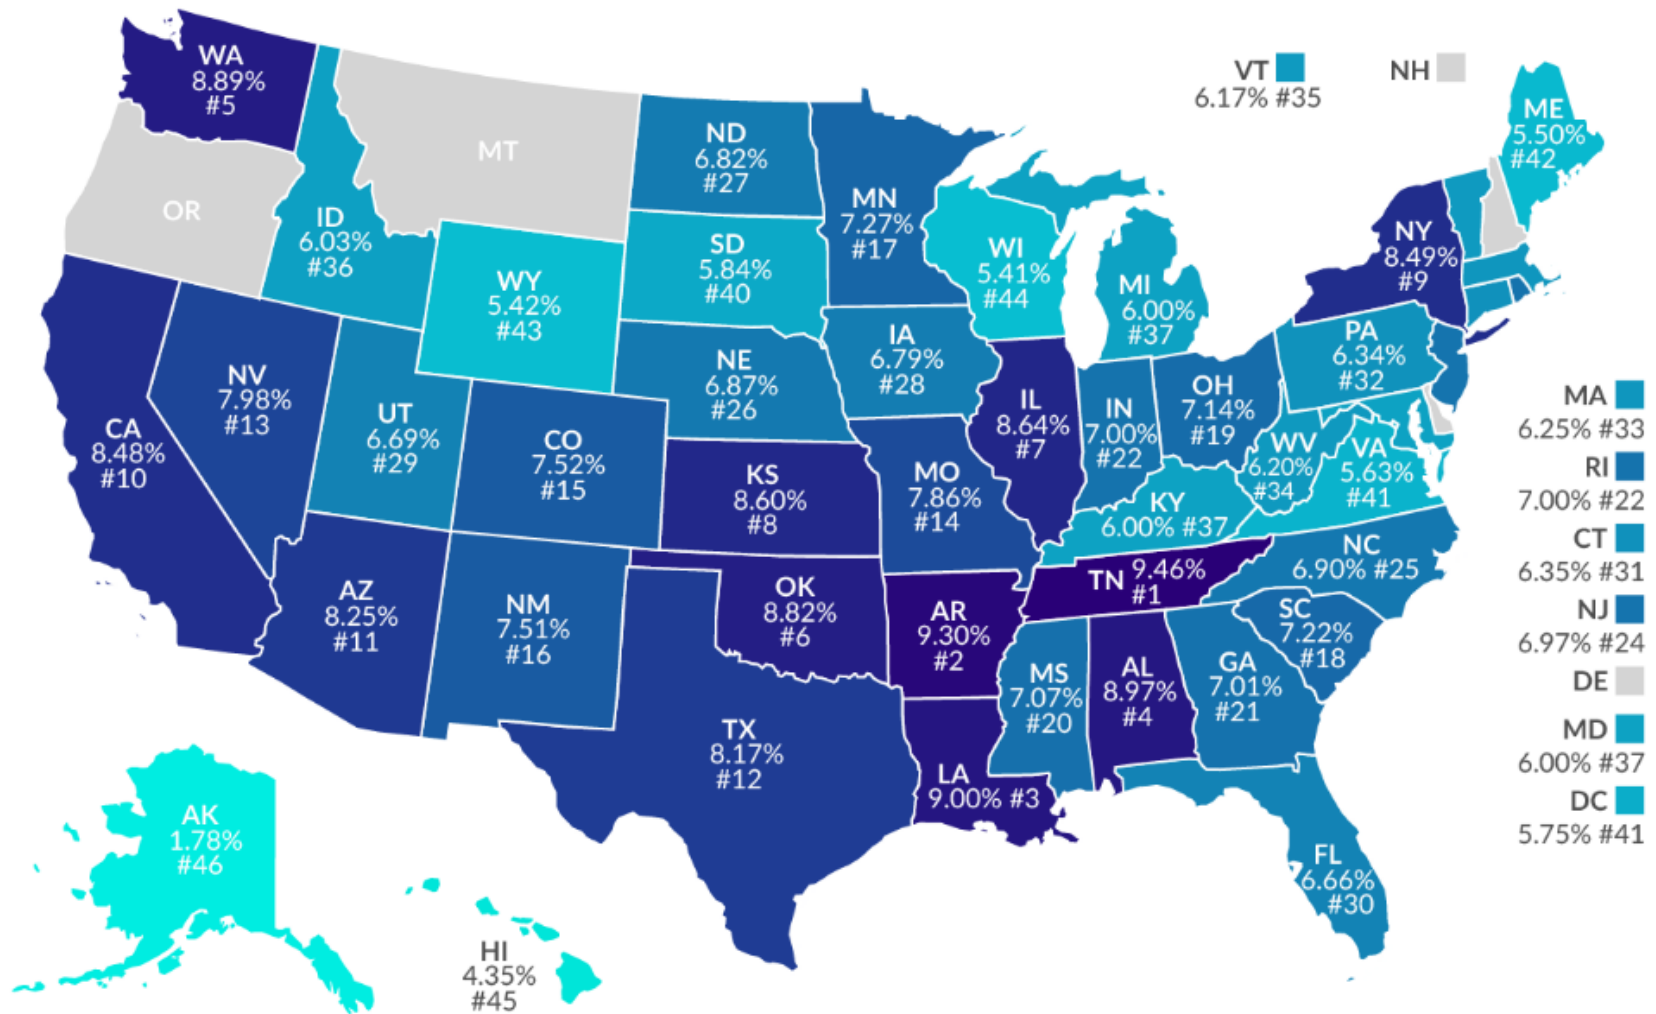 WA
8.89%
#5
OR
MT
ID
6.03%
#36
WY
5.42%
#43
CA
8.48%
#10
NV
7.98%
#13
UT
6.69%
#29
CO
7.52%
#15
AZ
8.25%
#11
NM
7.51%
#16
ND
6.82%
#27
SD
5.84%
#40
NE
6.87%
#26
KS
8.60%
#8
OK
8.82%
#6
TX
8.17%
#12
MN
7.27%
#17
IA
6.79%
#28
MO
7.86%
#14
AR
9.30%
#2
LA
9.00% #3
WI
5.41%
#44
IL
8.64%
#7
MI
6.00%
#37
IN
7.00%
#22
OH
7.14%
#19
KY
6.00% #37
TN 9.46%
#1
MS
7.07%
#20
AL
8.97%
#4
GA
7.01%
#21
FL
6.66%
#30
SC
7.22%
#18
NC
6.90% #25
WV
6.20%
#34
VA
5.63%
#41
PA
6.34%
#32
NY
8.49%
#9
VT
6.17% #35
NH
ME
5.50%
#42
MA
6.25% #33
RI
7.00% #22
CT
6.35% #31
NJ
6.97% #24
DE
MD
6.00% #37
DC
5.75% #41
AK
1.78%
#46
HI
4.35%
#45